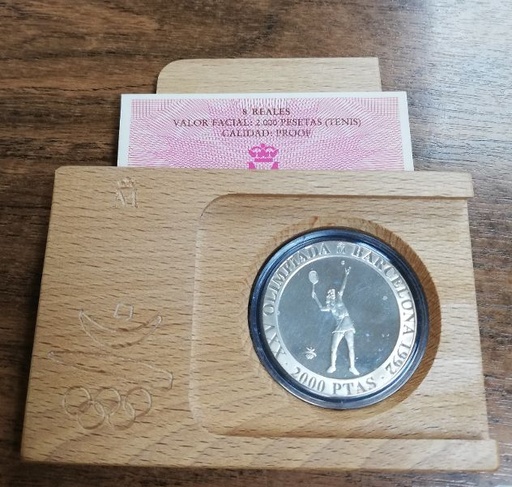 8 REALES
VALOR FACIAL: 2.000 PESETAS (TENIS)
CALIDAD: PROOF
XXV OLIMPIADA BARCELONA 1992
2000 PTAS